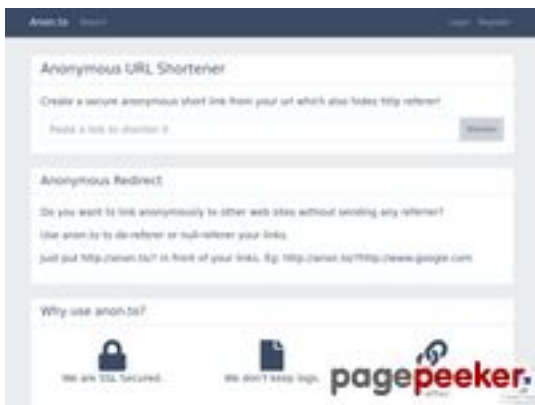 Anon.to Report
Login Register
Anonymous URL Shortener
Create a secure anonymous short link from your url which also hides http referer!
Paste a link to shorten it
Shorten
Anonymous Redirect
Do you want to link anonymously to other web sites without sending any referrer?
Use anon.to to de-referer or null-referer your links.
Just put http://anon.to/? in front of your links. Eg: http://anon.to?http://www.google.com
Why use anon.to?
We are SSL Secured. We don't keep logs.
pagepeeker.